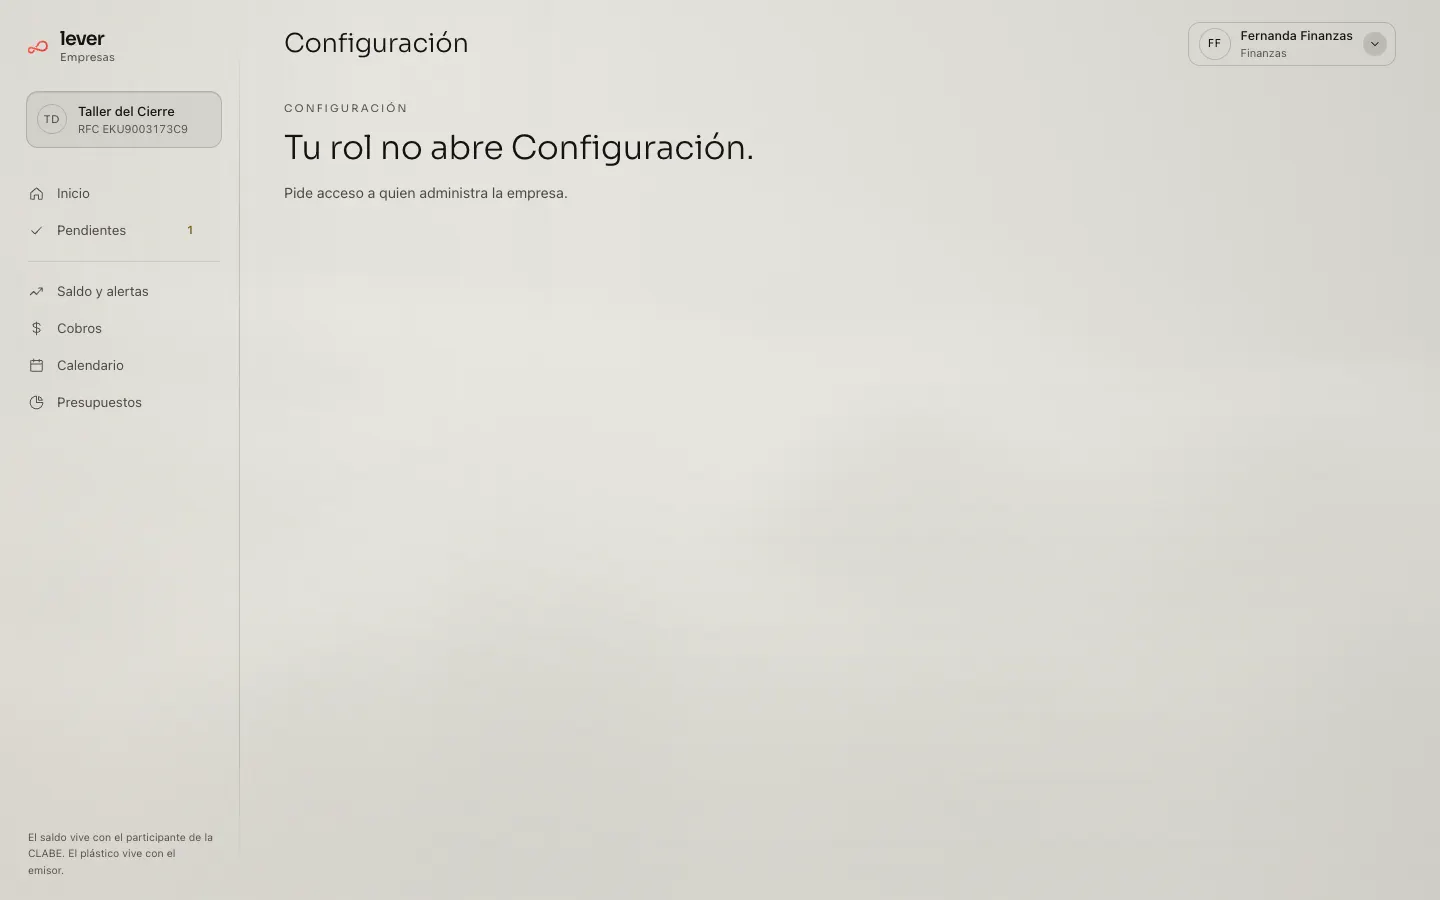 lever
Empresas
TD
Taller del Cierre
RFC EKU9003173C9
Inicio
Pendientes 1
Saldo y alertas
Cobros
Calendario
Presupuestos
El saldo vive con el participante de la
CLABE. El plástico vive con el
emisor.
Configuración
FF
Fernanda Finanzas
Finanzas
CONFIGURACIÓN
Tu rol no abre Configuración.
Pide acceso a quien administra la empresa.